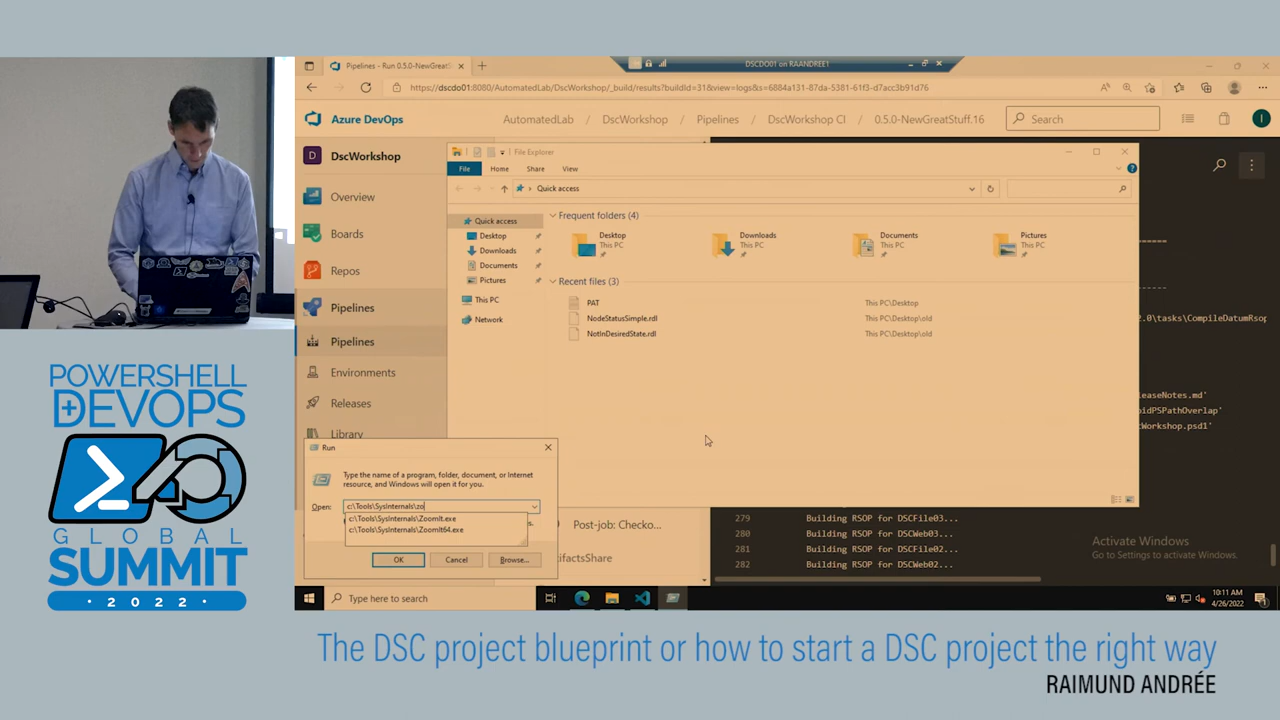 Pipelines - Run 0.5.0-NewGreatS
DSCDO01 on RAANDREE1
https://dscdo01:8080/AutomatedLab/DscWorkshop/_build/results?buildId=31&view=logs&s=6884a131-87da-5381-61f3-d7acc3b91d76
Azure DevOps
AutomatedLab / DscWorkshop / Pipelines / DscWorkshop CI / 0.5.0-NewGreatStuff.16
Search
I
D DscWorkshop
Overview
Boards
Repos
Pipelines
Pipelines
Environments
Releases
Library
File Explorer
File Home Share View
Quick access
Quick access
Desktop
Downloads
Documents
Pictures
This PC
Network
Frequent folders (4)
Desktop
This PC
Downloads
This PC
Documents
This PC
Pictures
This PC
Recent files (3)
PAT This PC\Desktop
NodeStatusSimple.rdl This PC\Desktop\old
NotInDesiredState.rdl This PC\Desktop\old
2.0\tasks\CompileDatumRsop
leaseNotes.md'
oidPSPathOverlap'
Workshop.psd1'
Run
Type the name of a program, folder, document, or Internet
resource, and Windows will open it for you.
Open: c:\Tools\SysInternals\zo
c:\Tools\SysInternals\ZoomIt.exe
c:\Tools\SysInternals\ZoomIt64.exe
OK Cancel Browse...
Post-job: Checko...
ifactsShare
279 Building RSOP for DSCFile03...
280 Building RSOP for DSCWeb03...
281 Building RSOP for DSCFile02...
282 Building RSOP for DSCWeb02...
Activate Windows
Go to Settings to activate Windows.
Type here to search
10:11 AM
4/26/2022
POWERSHELL
+DEVOPS
GLOBAL
SUMMIT
· 2022 ·
The DSC project blueprint or how to start a DSC project the right way
RAIMUND ANDRÉE